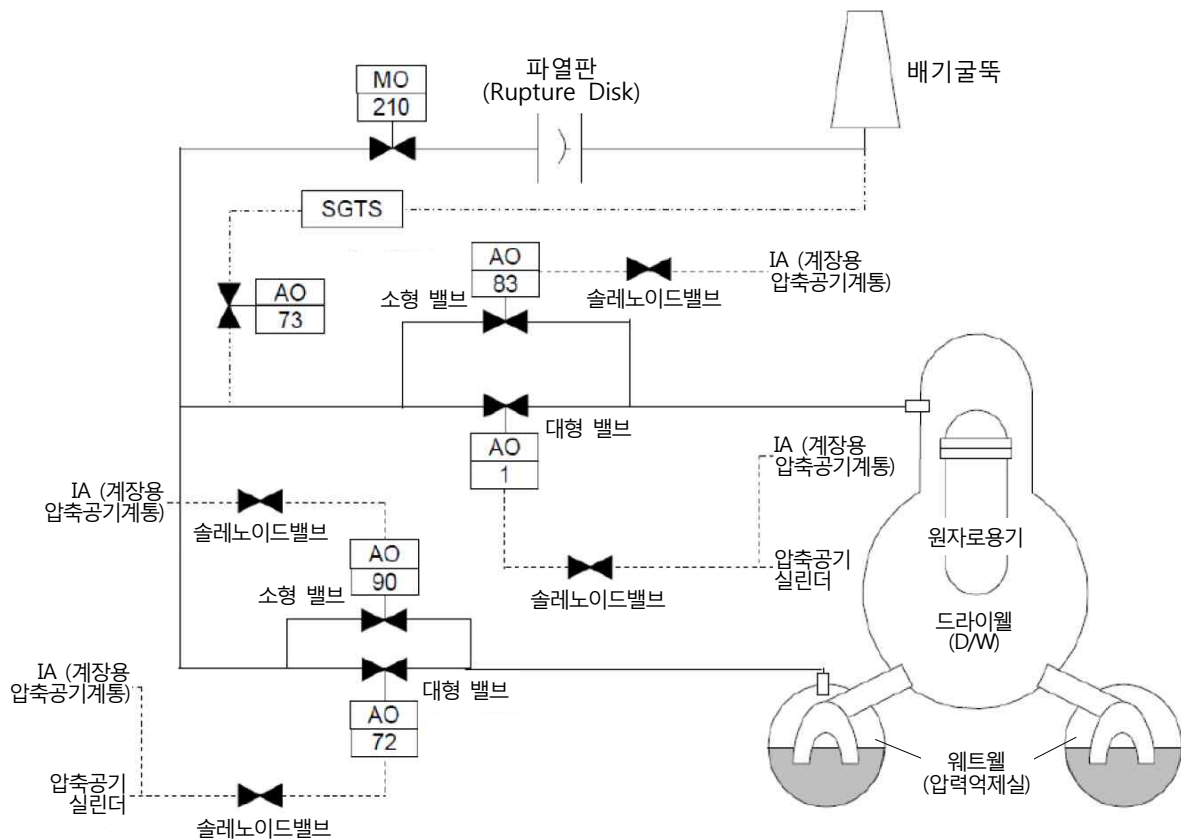 파열판
(Rupture Disk)
배기굴뚝
MO
210
SGTS
AO
73
AO
83
소형 밸브
솔레노이드밸브
IA (계장용
압축공기계통)
대형 밸브
AO
1
IA (계장용
압축공기계통)
솔레노이드밸브
압축공기
실린더
원자로용기
드라이웰
(D/W)
IA (계장용
압축공기계통)
솔레노이드밸브
AO
90
소형 밸브
대형 밸브
IA (계장용
압축공기계통)
AO
72
압축공기
실린더
솔레노이드밸브
웨트웰
(압력억제실)